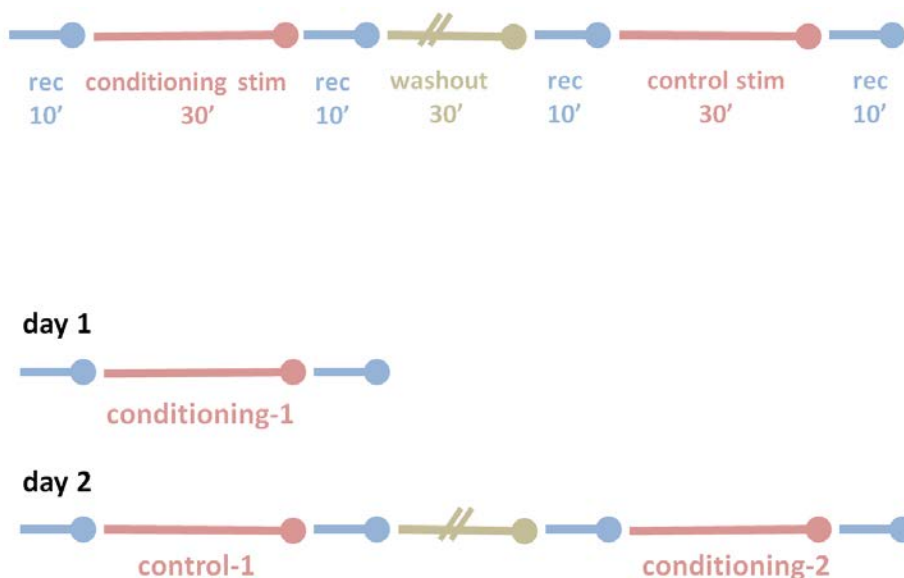 rec conditioning stim rec washout rec control stim rec
10’ 30’ 10’ 30’ 10’ 30’ 10’
day 1
conditioning-1
day 2
control-1 conditioning-2